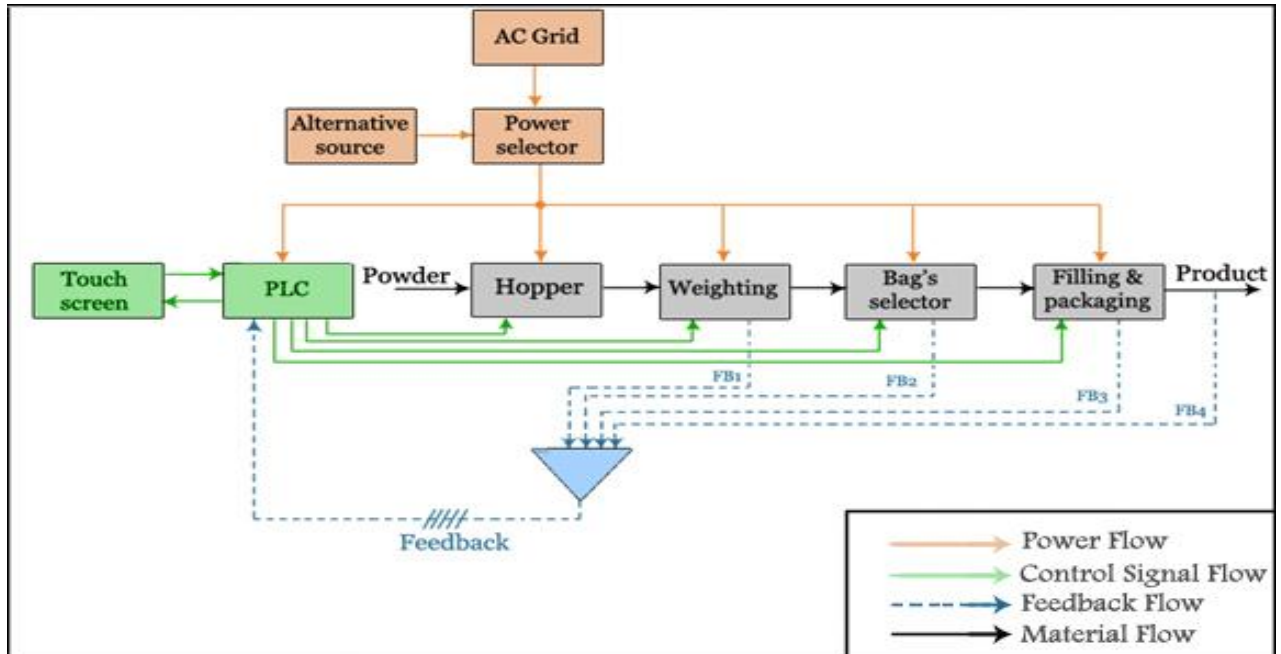 AC Grid
Alternative
source
Power
selector
Touch
screen
PLC
Powder
Hopper
Weighting
Bag's
selector
Filling &
packaging
Product
FB1
FB2
FB3
FB4
Feedback
Power Flow
Control Signal Flow
Feedback Flow
Material Flow